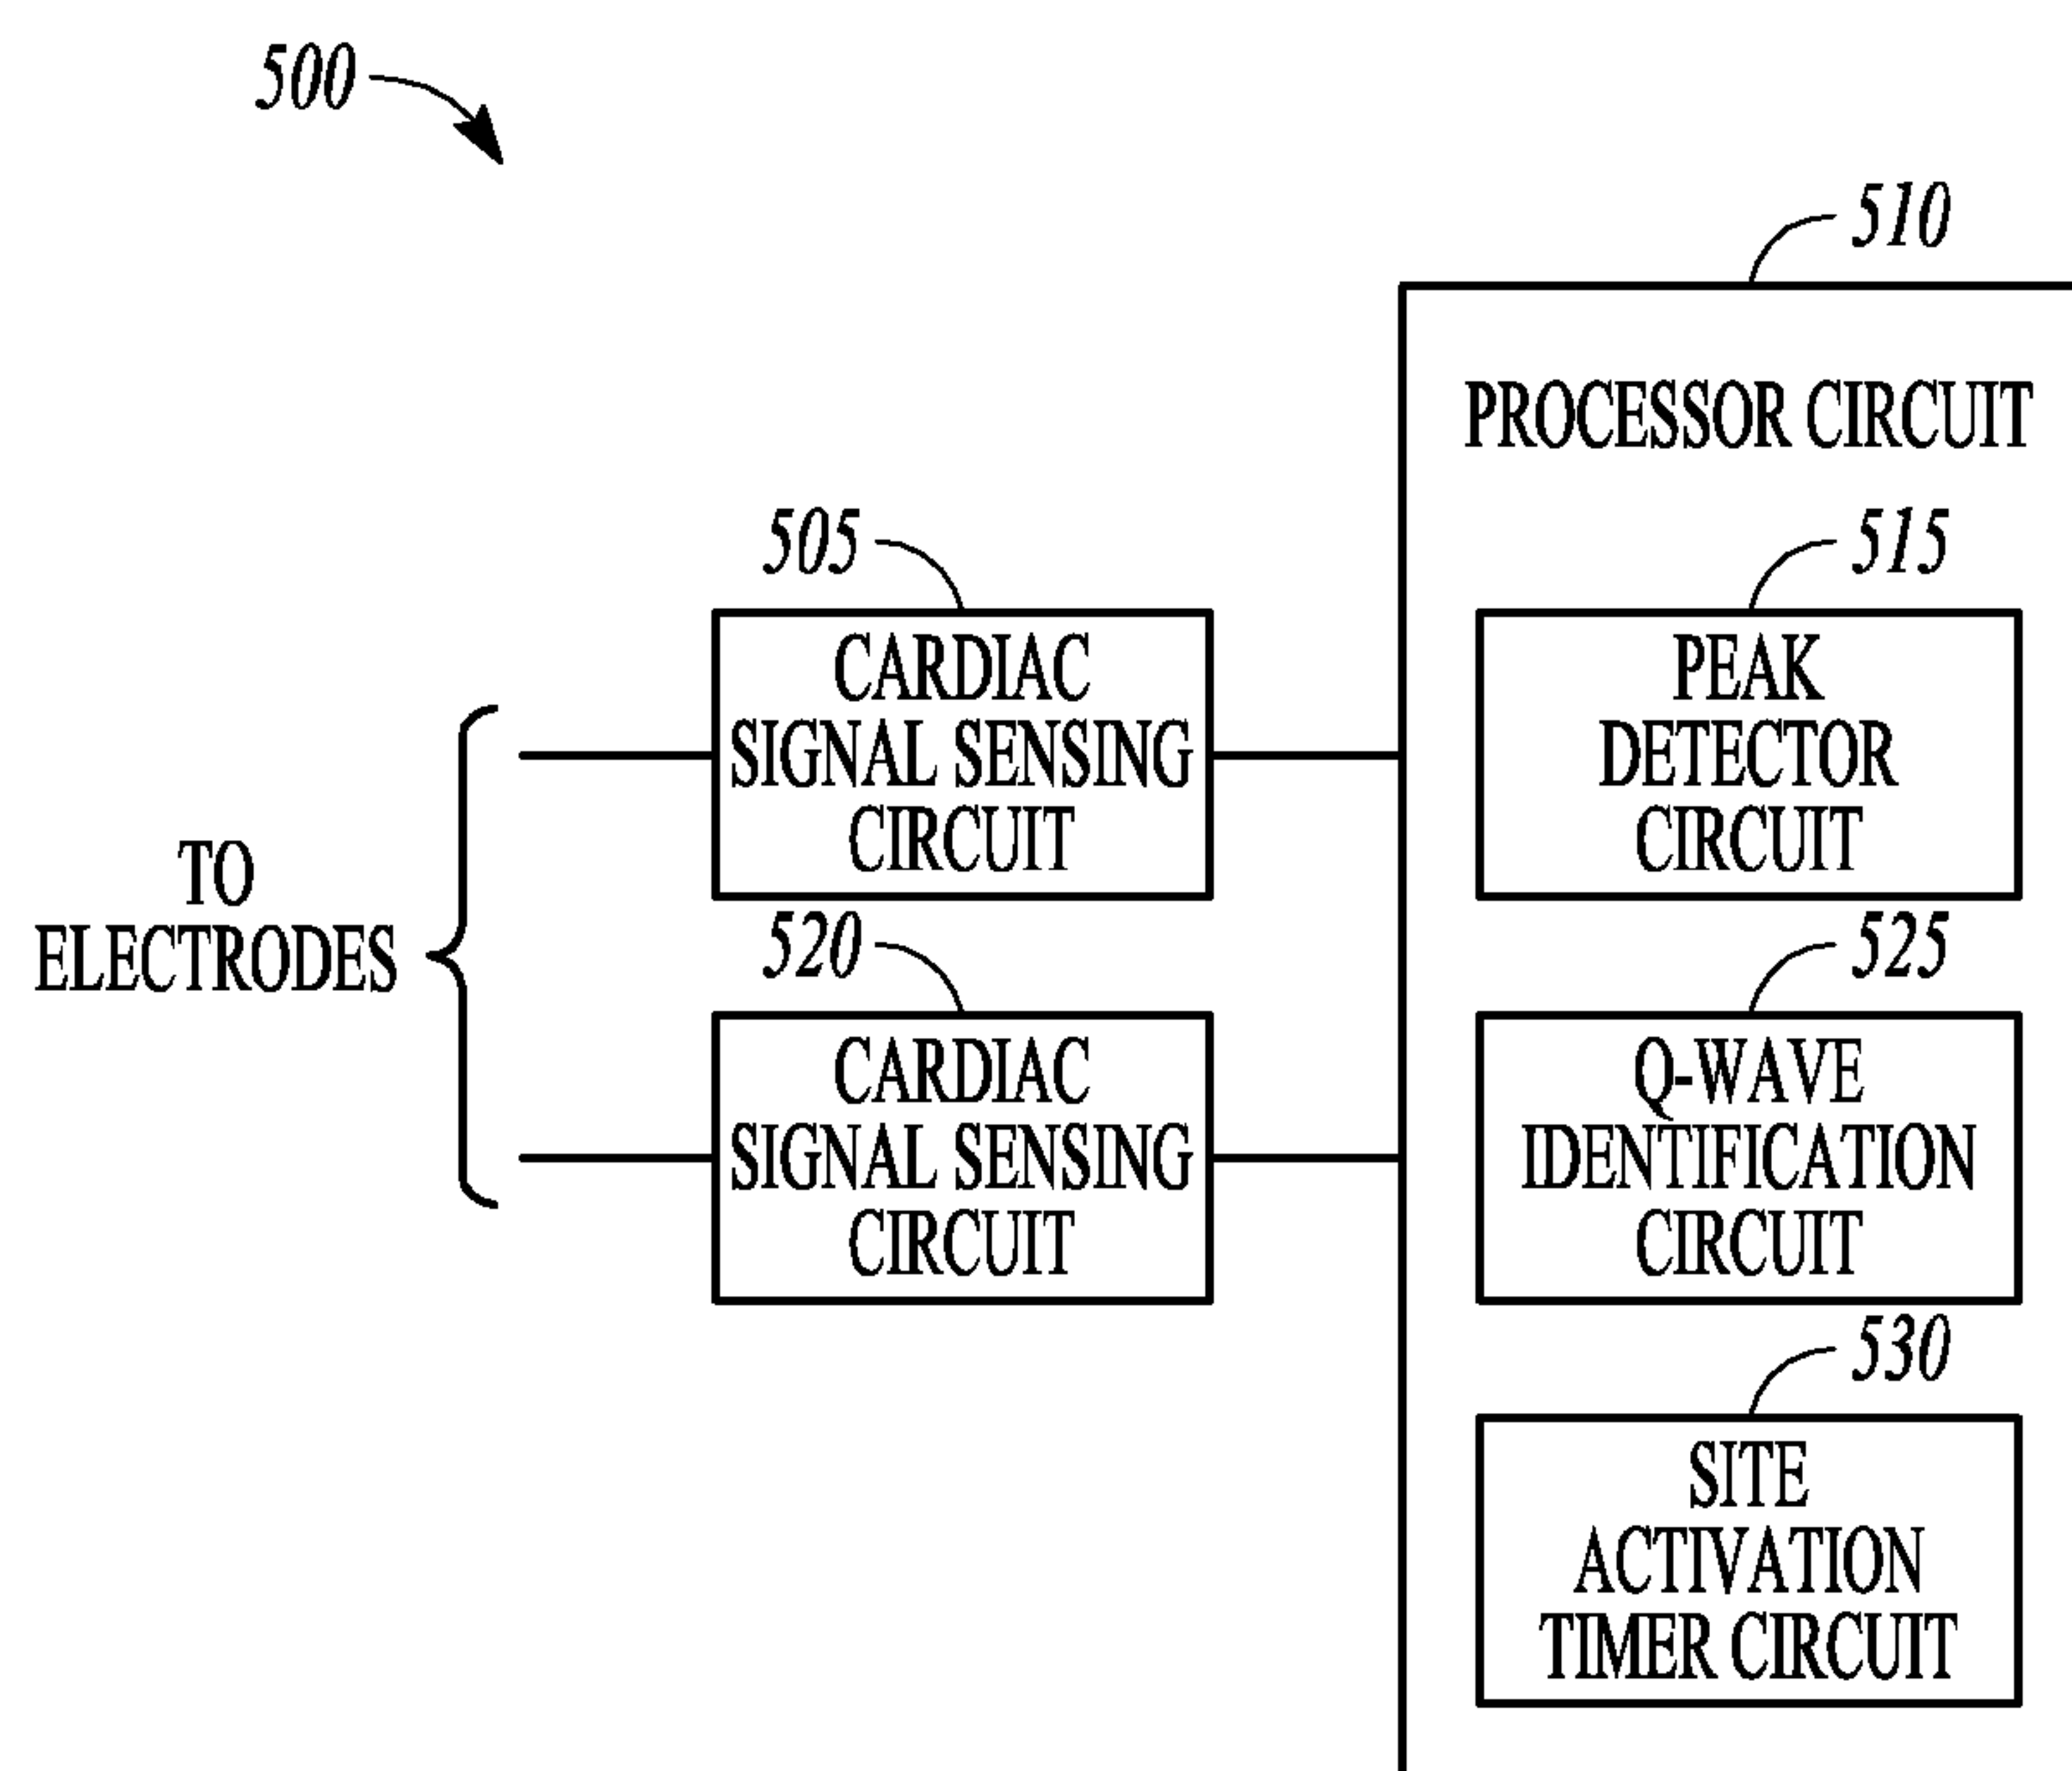 500
510
PROCESSOR CIRCUIT
505
CARDIAC
SIGNAL SENSING
CIRCUIT
515
PEAK
DETECTOR
CIRCUIT
TO
ELECTRODES
520
CARDIAC
SIGNAL SENSING
CIRCUIT
525
Q-WAVE
IDENTIFICATION
CIRCUIT
530
SITE
ACTIVATION
TIMER CIRCUIT